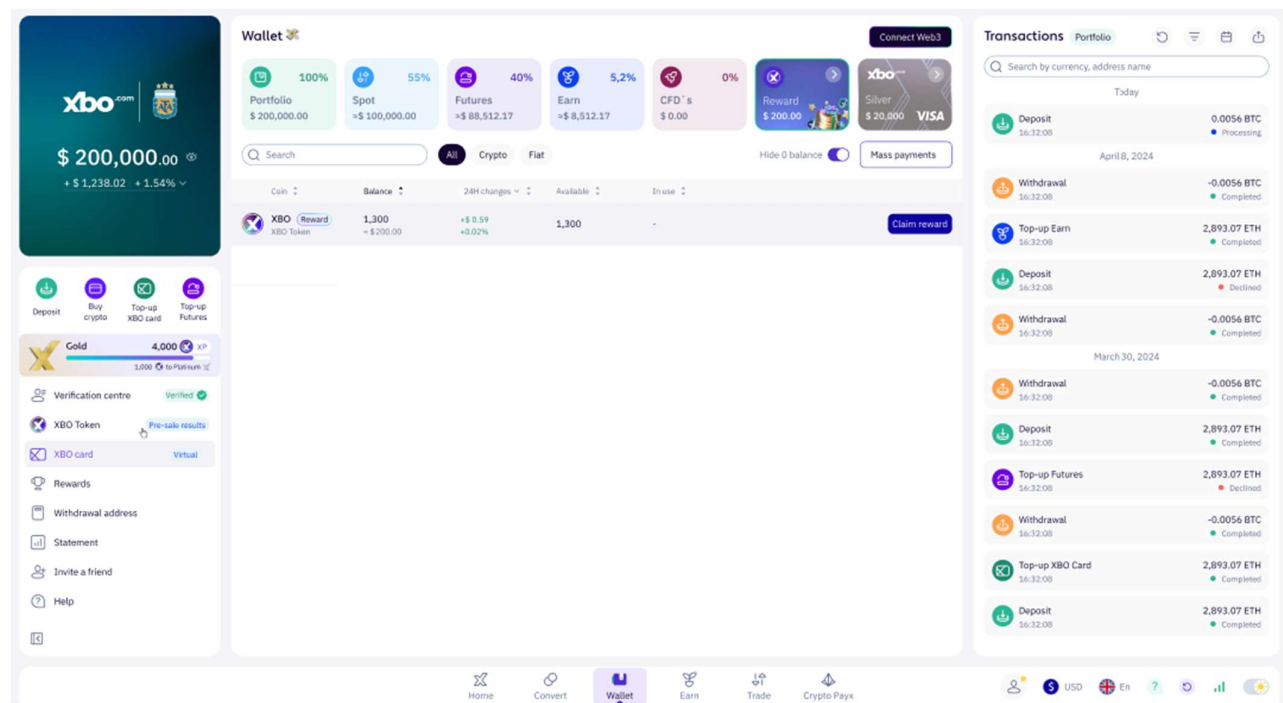 xbo.com
$ 200,000.00
+ $ 1,238.02 + 1.54%
Deposit
Buy crypto
Top-up XBO card
Top-up Futures
Gold 4,000 XP
1,000 to Platinum
Verification centre Verified
XBO Token Pre-sale results
XBO card Virtual
Rewards
Withdrawal address
Statement
Invite a friend
Help
Wallet
Connect Web3
100%
Portfolio
$ 200,000.00
55%
Spot
≈$ 100,000.00
40%
Futures
≈$ 88,512.17
5,2%
Earn
≈$ 8,512.17
0%
CFD`s
$ 0.00
Reward
$ 200.00
xbo
Silver
$ 20,000 VISA
Search
All Crypto Fiat
Hide 0 balance
Mass payments
Coin Balance 24H changes Available In use
XBO Reward 1,300 +$ 0.59 1,300 - Claim reward
XBO Token ≈ $200.00 +0.02%
Transactions Portfolio
Search by currency, address name
Today
Deposit 0.0056 BTC
16:32:08 Processing
April 8, 2024
Withdrawal -0.0056 BTC
16:32:08 Completed
Top-up Earn 2,893.07 ETH
16:32:08 Completed
Deposit 2,893.07 ETH
16:32:08 Declined
Withdrawal -0.0056 BTC
16:32:08 Completed
March 30, 2024
Withdrawal -0.0056 BTC
16:32:08 Completed
Deposit 2,893.07 ETH
16:32:08 Completed
Top-up Futures 2,893.07 ETH
16:32:08 Declined
Withdrawal -0.0056 BTC
16:32:08 Completed
Top-up XBO Card 2,893.07 ETH
16:32:08 Completed
Deposit 2,893.07 ETH
16:32:08 Completed
Home Convert Wallet Earn Trade Crypto Payx
$ USD En ?